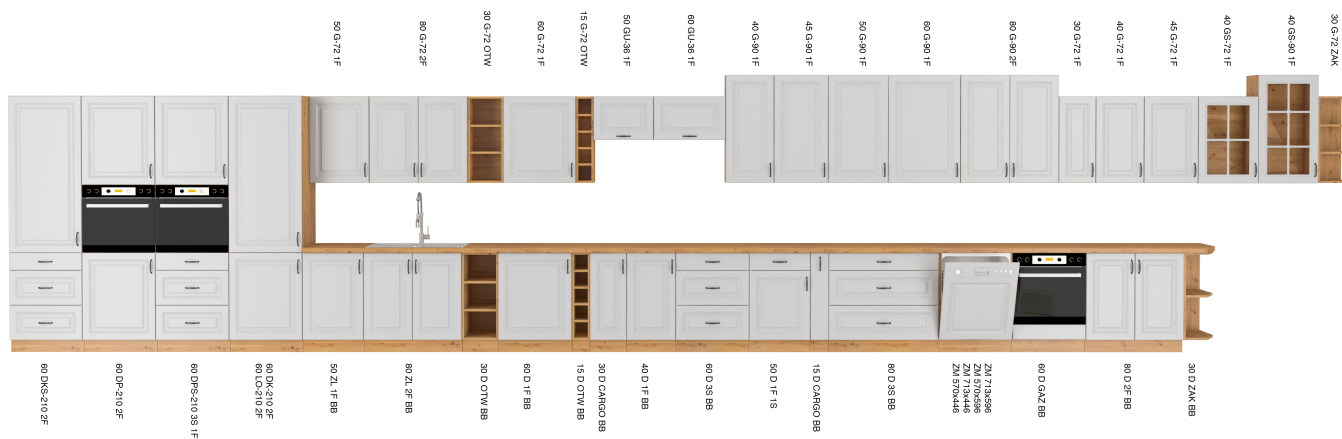 50 G-72 1F
80 G-72 2F
30 G-72 OTW
60 G-72 1F
15 G-72 OTW
50 GU-36 1F
60 GU-36 1F
40 G-90 1F
45 G-90 1F
50 G-90 1F
60 G-90 1F
80 G-90 2F
30 G-72 1F
40 G-72 1F
45 G-72 1F
40 GS-72 1F
40 GS-90 1F
30 G-72 ZAK
60 DKS-210 2F
60 DP-210 2F
60 DPS-210 3S 1F
60 DK-210 2F
60 LO-210 2F
50 ZL 1F BB
80 ZL 2F BB
30 D OTW BB
60 D 1F BB
15 D OTW BB
30 D CARGO BB
40 D 1F BB
60 D 3S BB
50 D 1F 1S
15 D CARGO BB
80 D 3S BB
ZM 713x596
ZM 570x596
ZM 713x446
ZM 570x446
60 D GAZ BB
80 D 2F BB
30 D ZAK BB